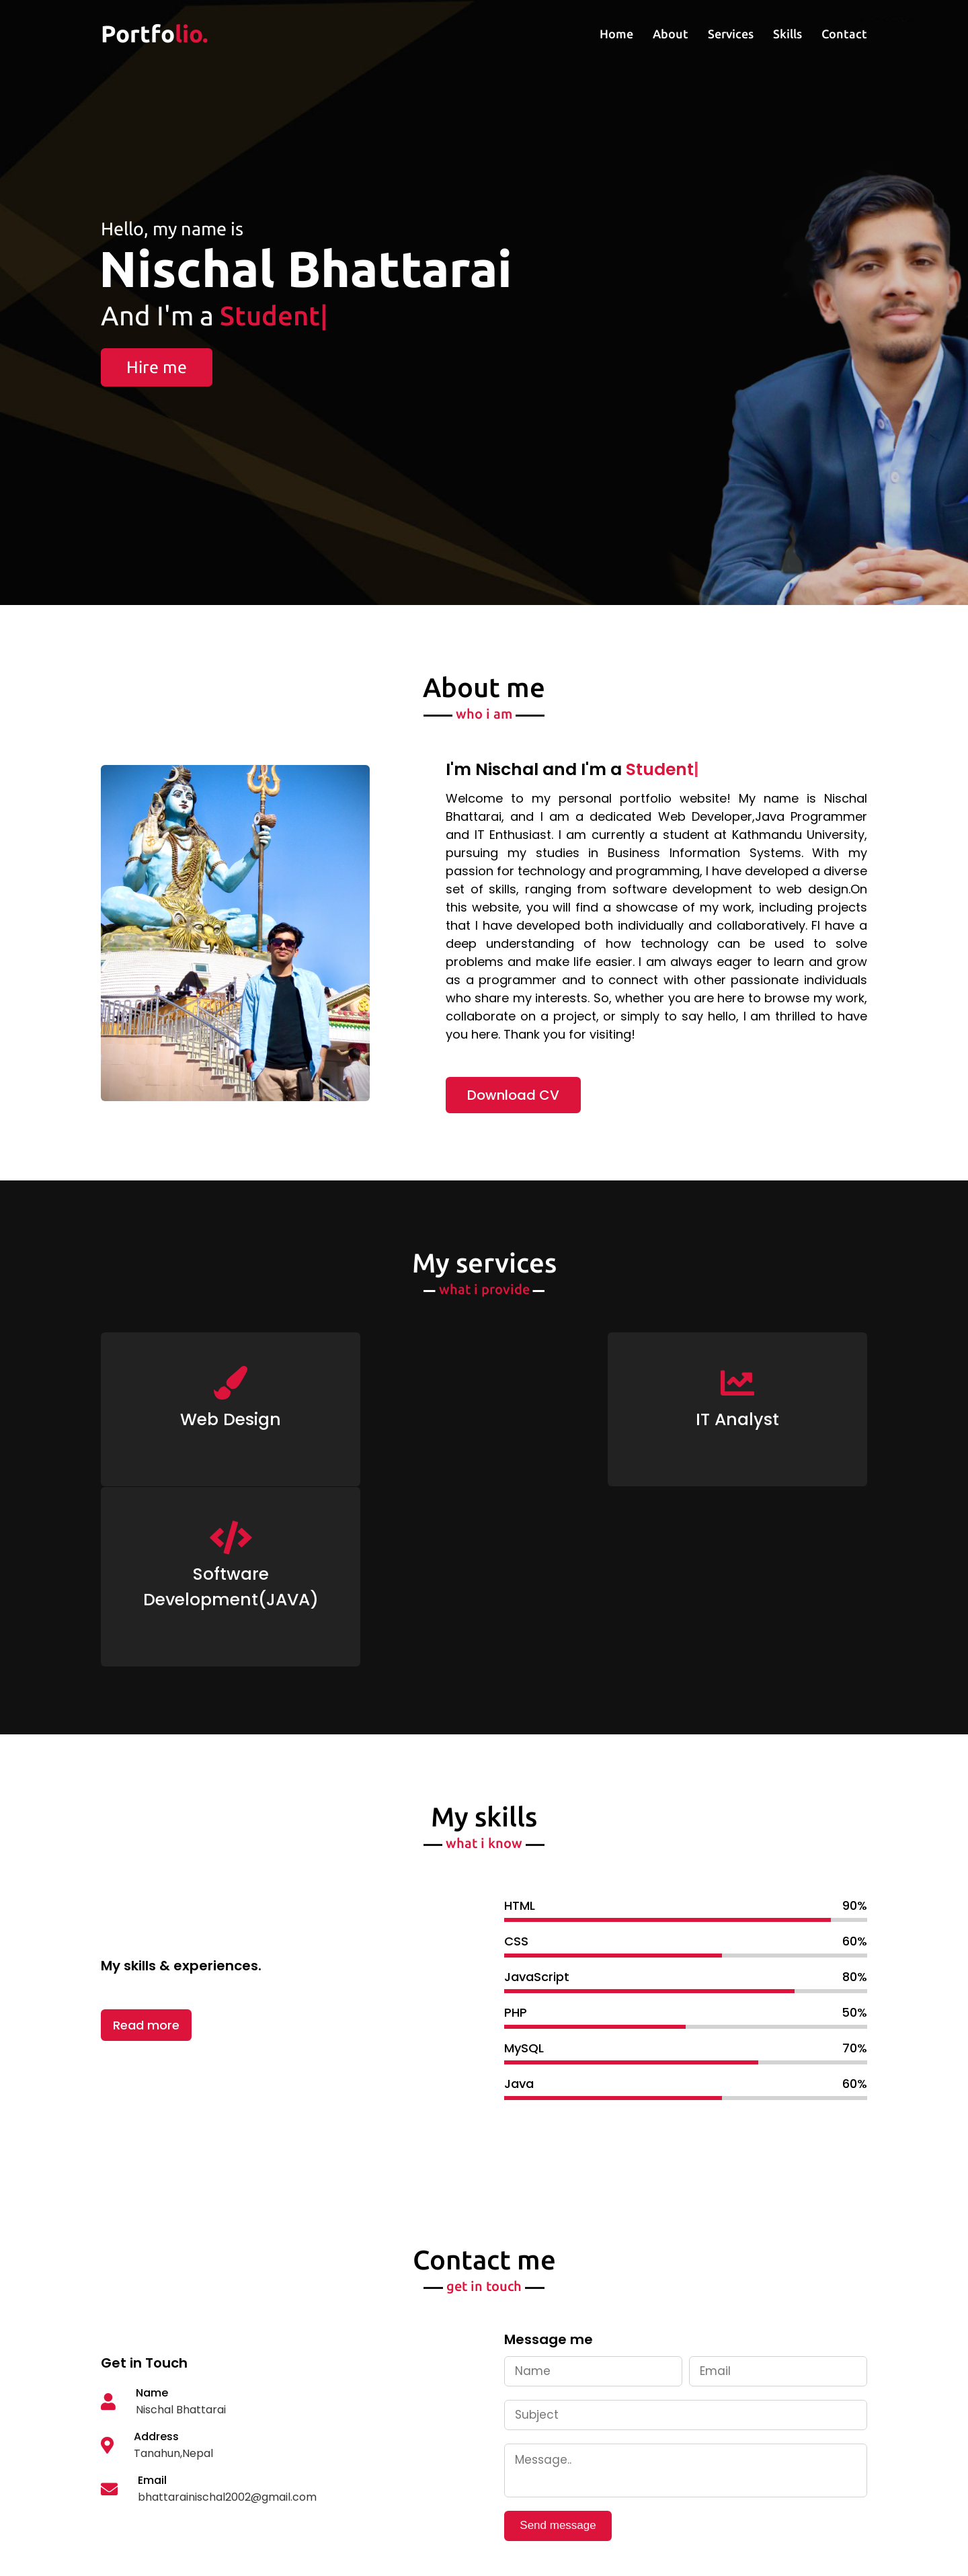 Portfolio.
Home About Services Skills Contact
Hello, my name is
Nischal Bhattarai
And I'm a Student|
Hire me
About me
who i am
I'm Nischal and I'm a Student|
Welcome to my personal portfolio website! My name is Nischal
Bhattarai, and I am a dedicated Web Developer,Java Programmer
and IT Enthusiast. I am currently a student at Kathmandu University,
pursuing my studies in Business Information Systems. With my
passion for technology and programming, I have developed a diverse
set of skills, ranging from software development to web design.On
this website, you will find a showcase of my work, including projects
that I have developed both individually and collaboratively. FI have a
deep understanding of how technology can be used to solve
problems and make life easier. I am always eager to learn and grow
as a programmer and to connect with other passionate individuals
who share my interests. So, whether you are here to browse my work,
collaborate on a project, or simply to say hello, I am thrilled to have
you here. Thank you for visiting!
Download CV
My services
what i provide
Web Design
IT Analyst
Software
Development(JAVA)
My skills
what i know
My skills & experiences.
Read more
HTML 90%
CSS 60%
JavaScript 80%
PHP 50%
MySQL 70%
Java 60%
Contact me
get in touch
Get in Touch
Name
Nischal Bhattarai
Address
Tanahun,Nepal
Email
bhattarainischal2002@gmail.com
Message me
Name Email
Subject
Message..
Send message